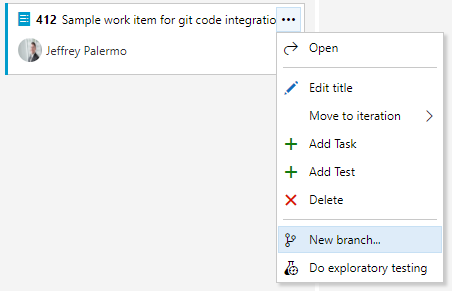 412 Sample work item for git code integratio
Jeffrey Palermo
Open
Edit title
Move to iteration
Add Task
Add Test
Delete
New branch...
Do exploratory testing